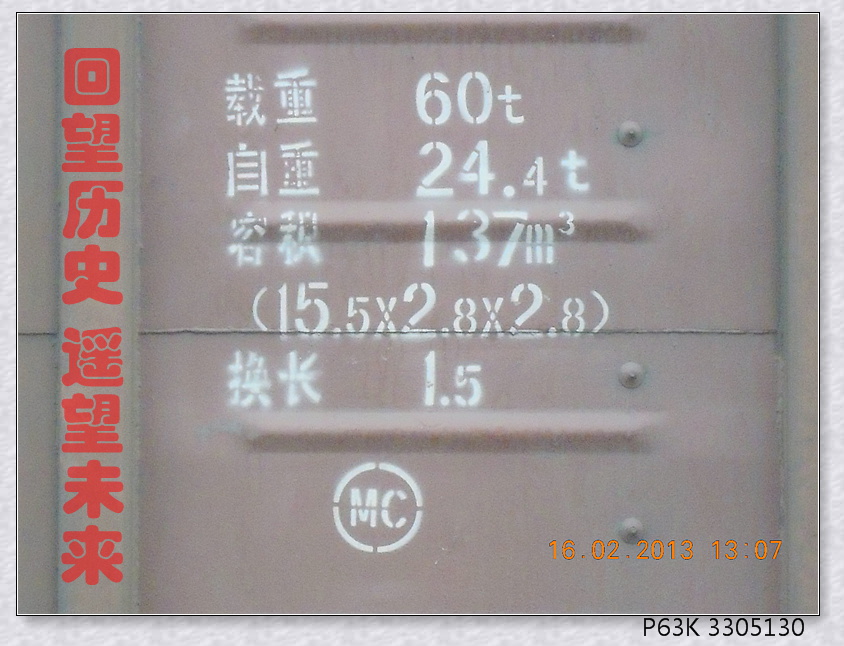 回望历史 遥望未来
载重 60t
自重 24.4t
容积 137m³
(15.5X2.8X2.8)
换长 1.5
MC
16.02.2013 13:07
P63K 3305130